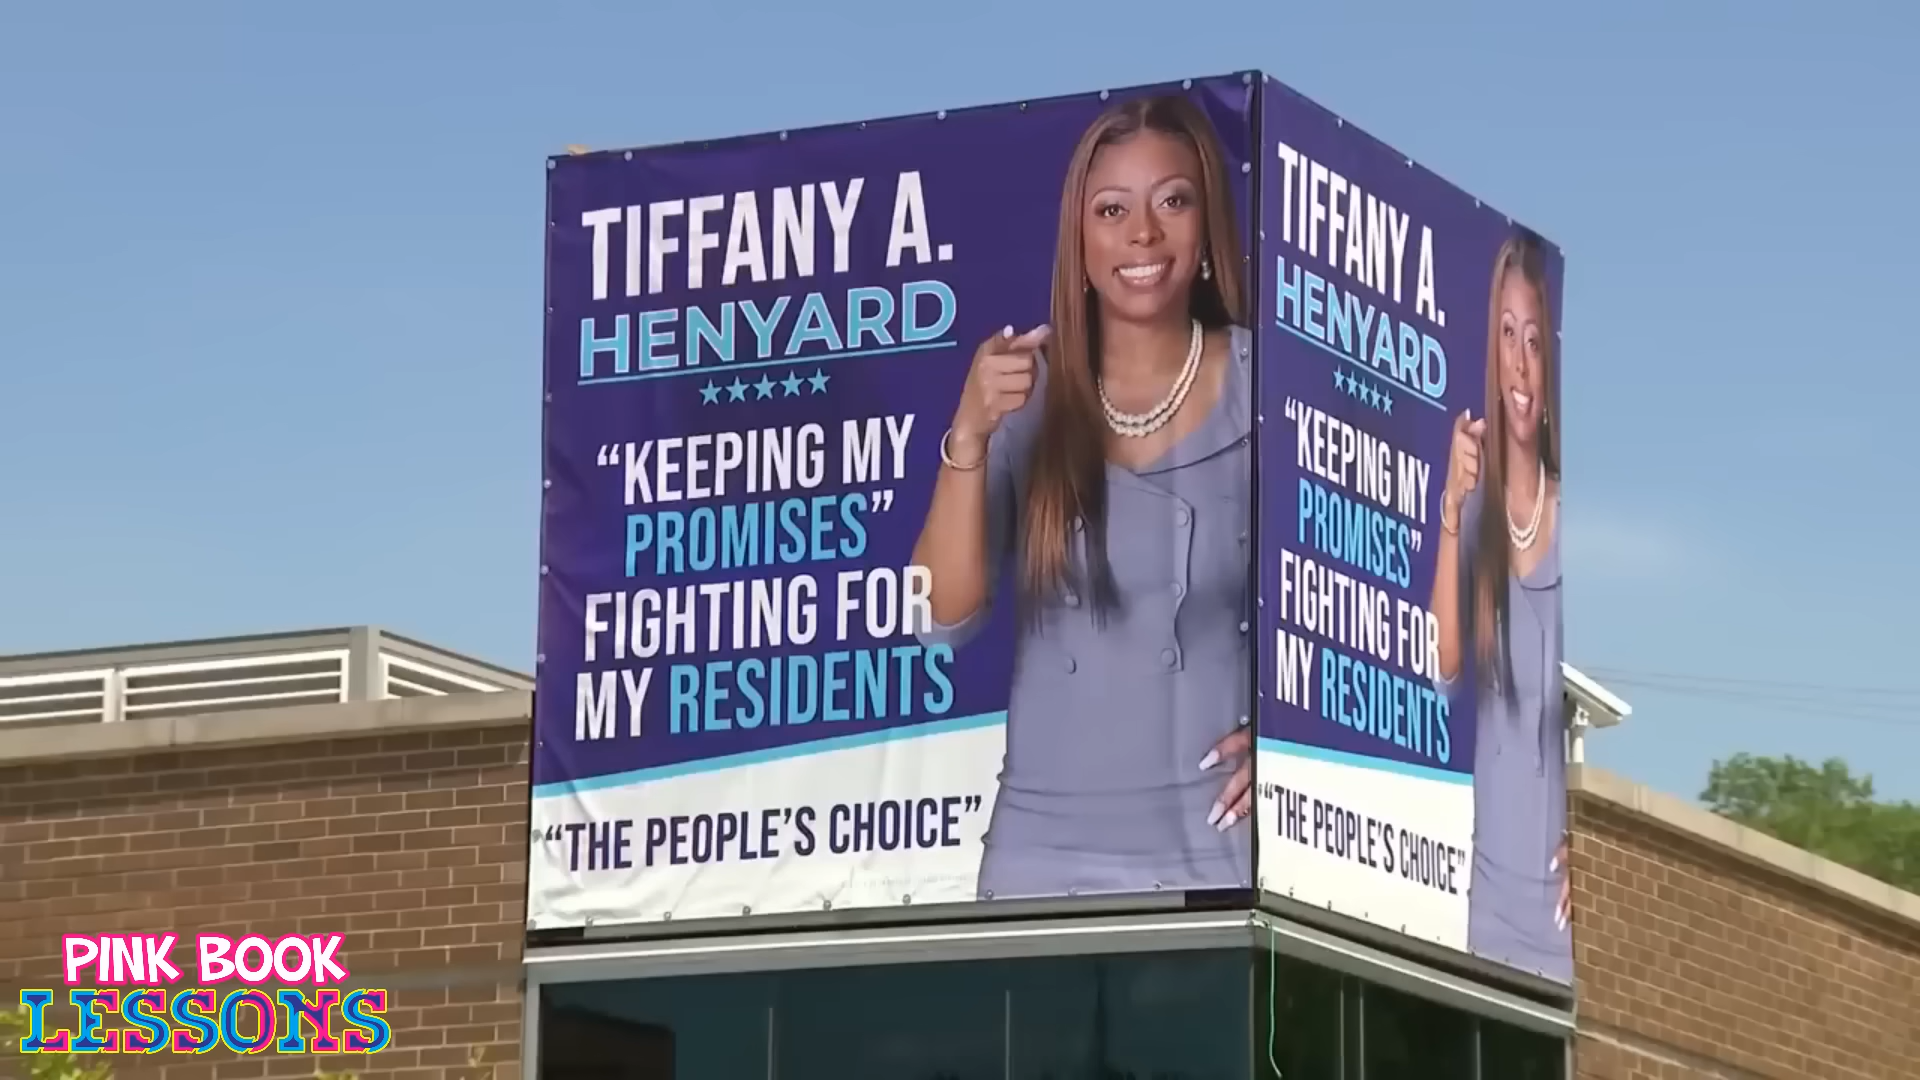 TIFFANY A.
HENYARD
“KEEPING MY
PROMISES”
FIGHTING FOR
MY RESIDENTS
“THE PEOPLE’S CHOICE”
TIFFANY A.
HENYARD
“KEEPING MY
PROMISES”
FIGHTING FOR
MY RESIDENTS
“THE PEOPLE’S CHOICE”
PINK BOOK
LESSONS